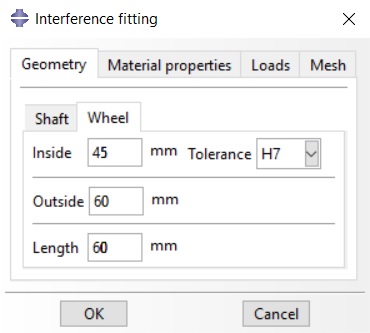 Interference fitting
Geometry Material properties Loads Mesh
Shaft Wheel
Inside 45 mm Tolerance H7
Outside 60 mm
Length 60 mm
OK Cancel